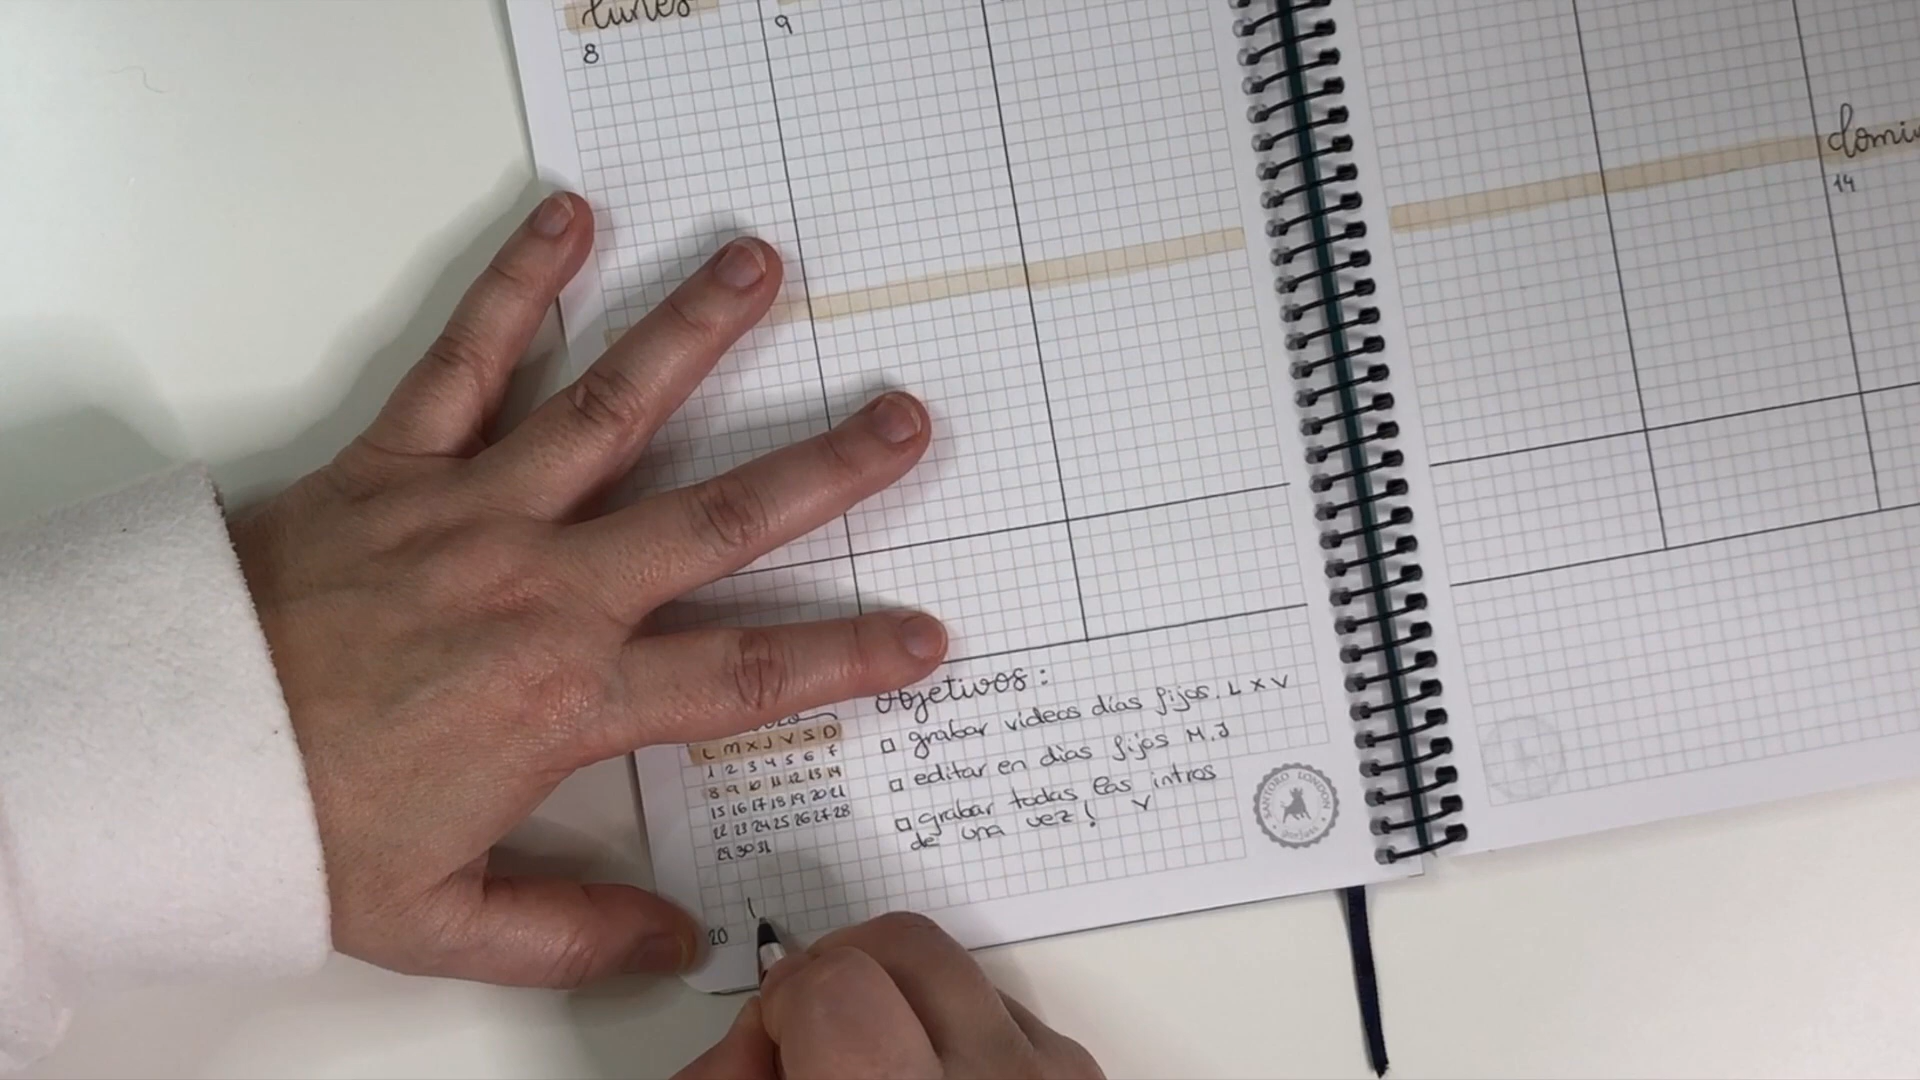 lunes
8
9
domi
14
objetivos:
□ grabar videos días fijos. L X V
□ editar en días fijos M.J
□ grabar todas las intros
de una vez! Y
L M X J V S D
1 2 3 4 5 6 7
8 9 10 11 12 13 14
15 16 17 18 19 20 21
22 23 24 25 26 27 28
29 30 31
20
SANTORO LONDON